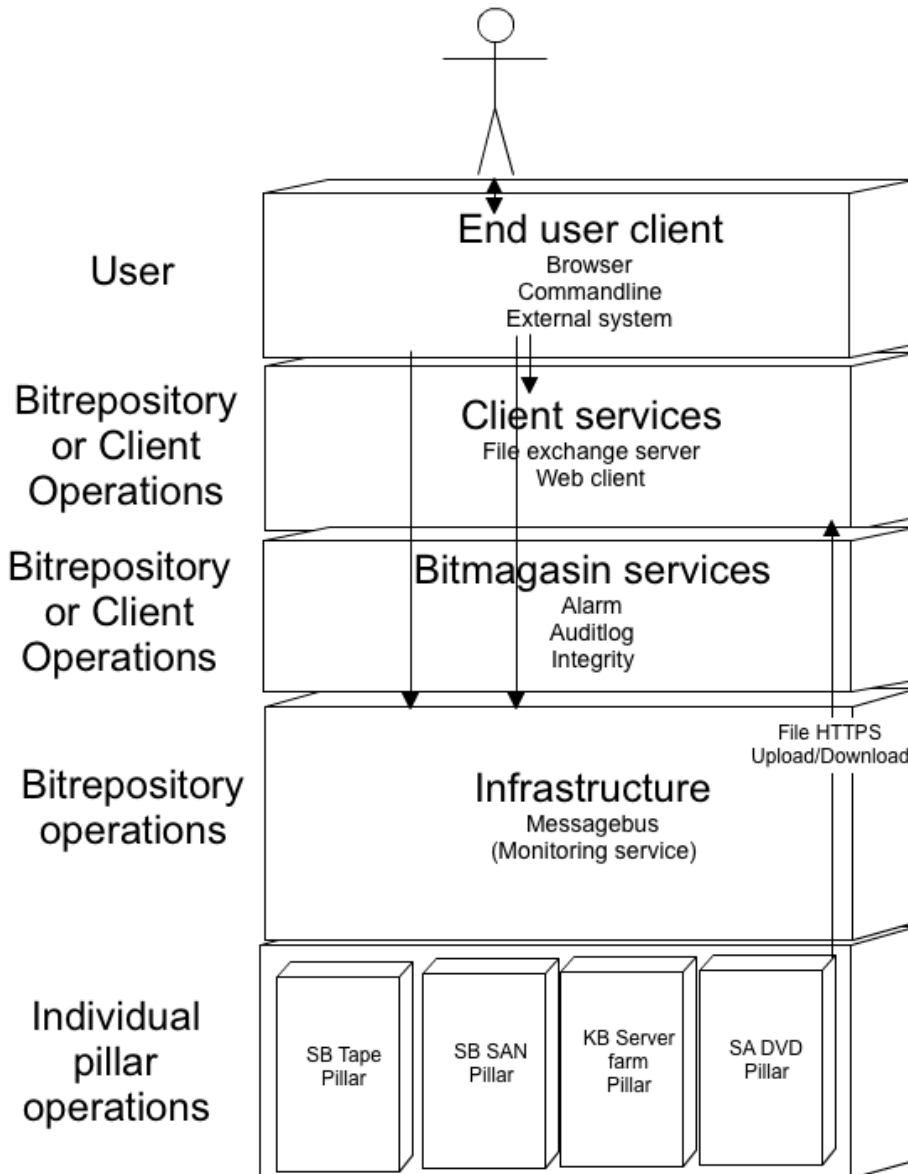 User
End user client
Browser
Commandline
External system
Bitrepository
or Client
Operations
Client services
File exchange server
Web client
Bitrepository
or Client
Operations
Bitmagasin services
Alarm
Auditlog
Integrity
Bitrepository
operations
Infrastructure
Messagebus
(Monitoring service)
File HTTPS
Upload/Download
Individual
pillar
operations
SB Tape
Pillar
SB SAN
Pillar
KB Server
farm
Pillar
SA DVD
Pillar